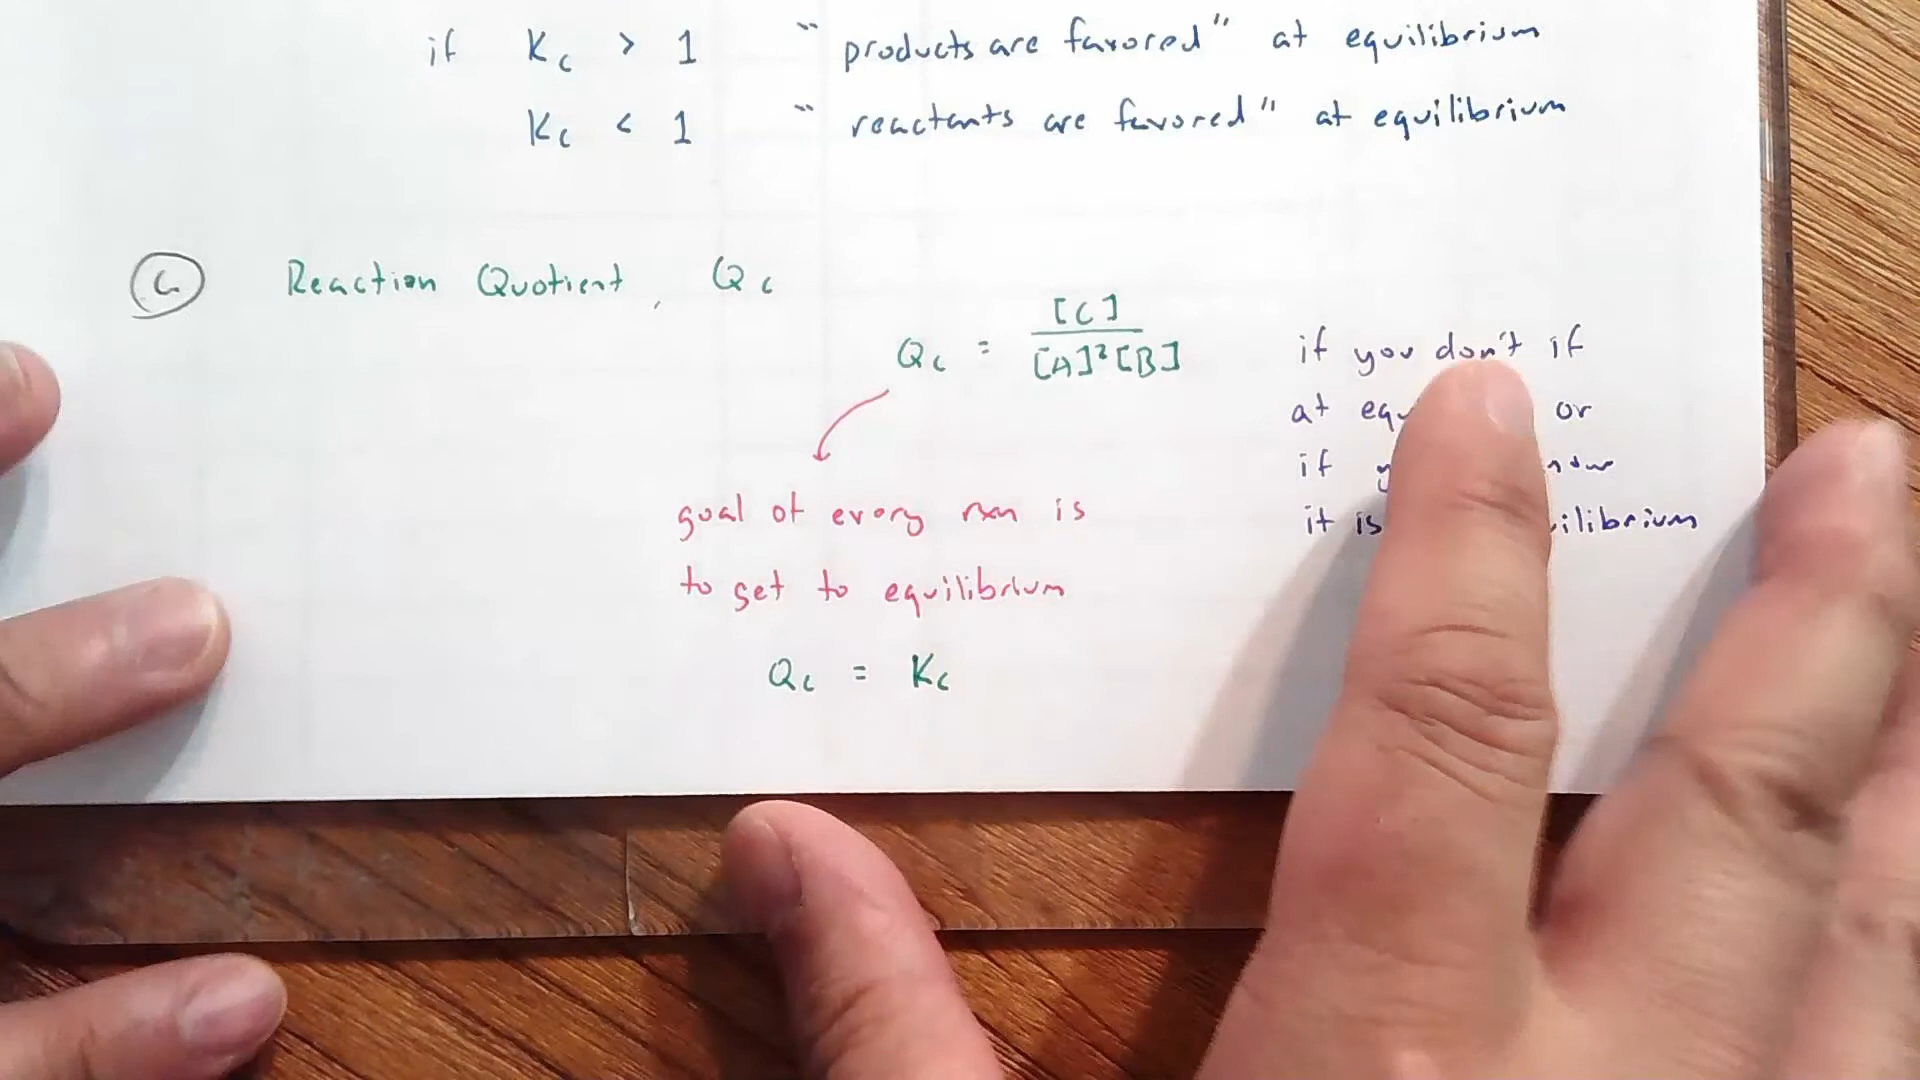 if Kc > 1 " products are favored" at equilibrium
Kc < 1 " reactants are favored" at equilibrium
C Reaction Quotient, Qc
Qc = [C] / [A]²[B]
if you don't if
at or
if
it is
goal of every rxn is
to get to equilibrium
Qc = Kc